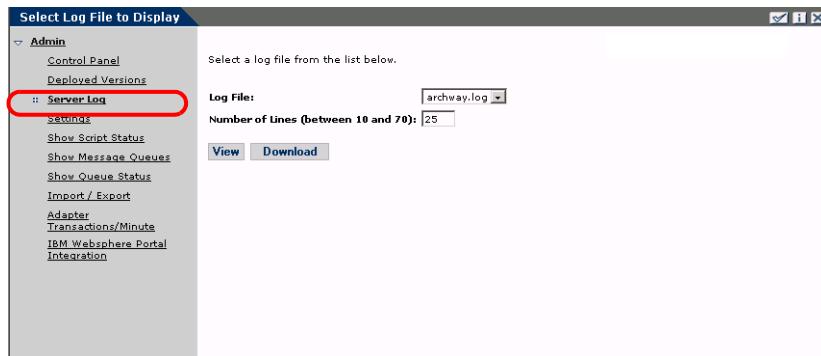 Select Log File to Display
Admin
Control Panel
Deployed Versions
Server Log
Settings
Show Script Status
Show Message Queues
Show Queue Status
Import / Export
Adapter
Transactions/Minute
IBM Websphere Portal
Integration
Select a log file from the list below.
Log File: archway.log
Number of Lines (between 10 and 70): 25
View Download